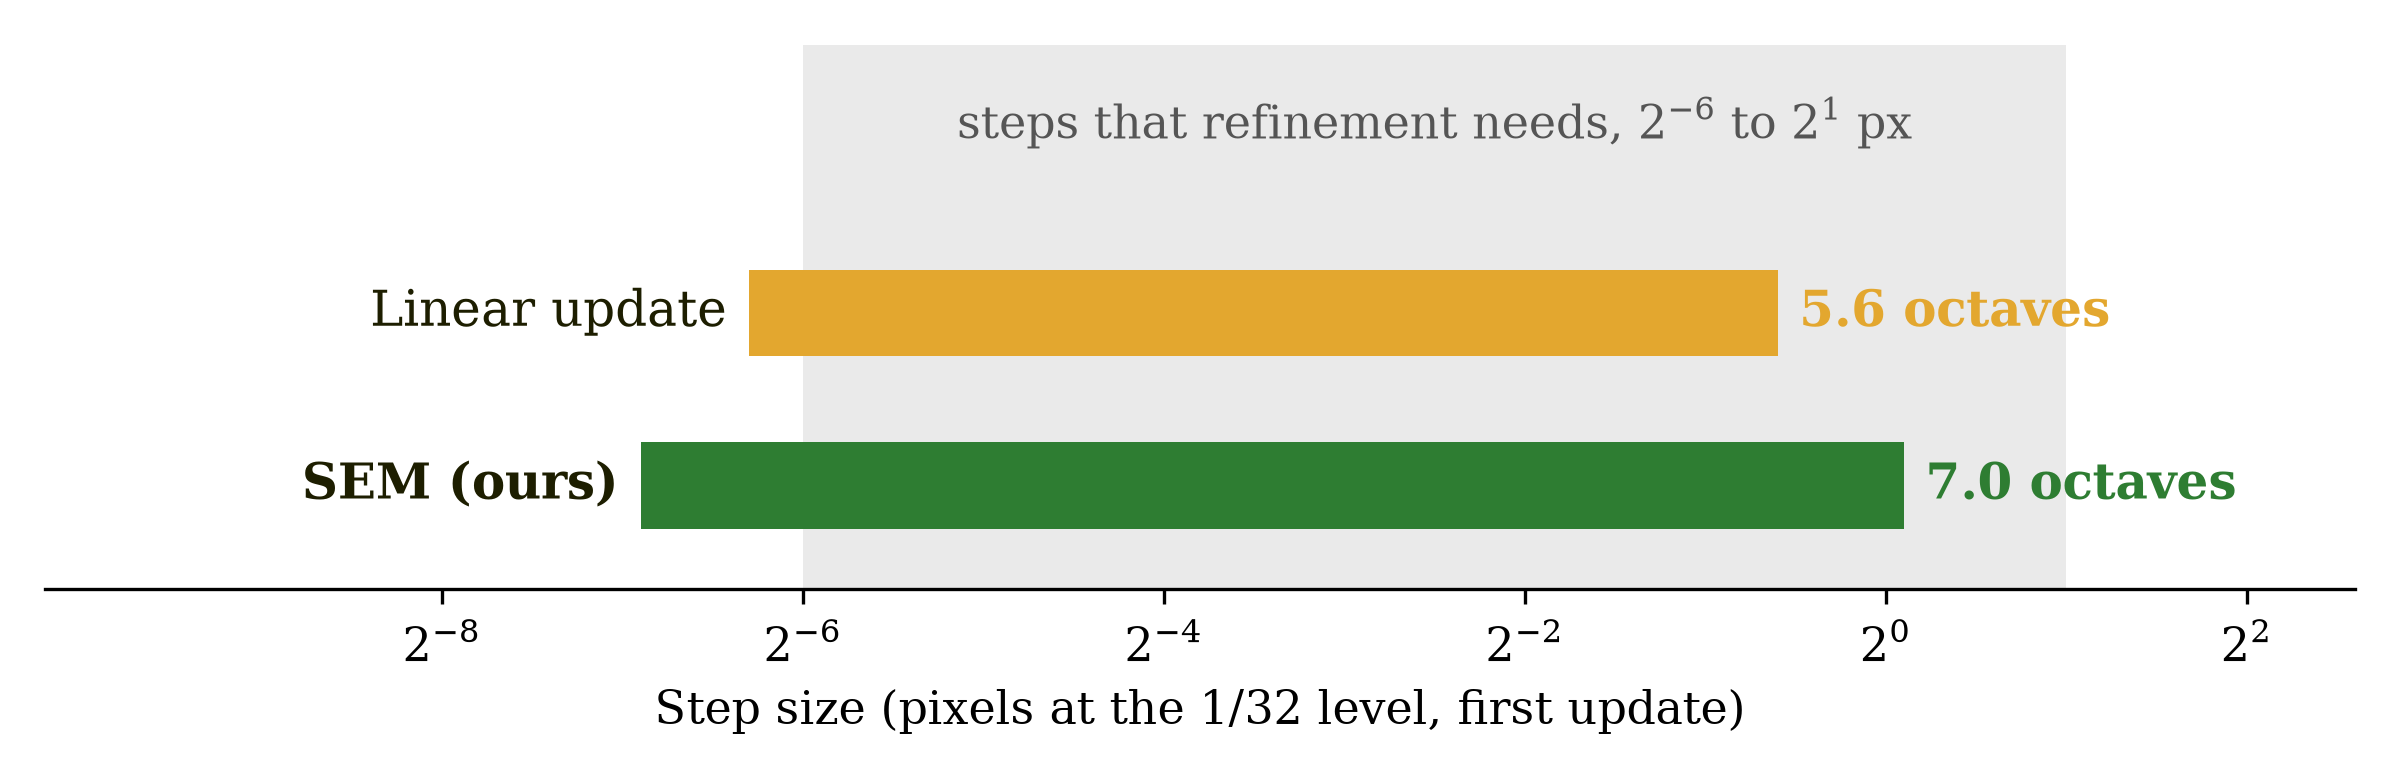 steps that refinement needs, 2⁻⁶ to 2¹ px
Linear update 5.6 octaves
SEM (ours) 7.0 octaves
2⁻⁸ 2⁻⁶ 2⁻⁴ 2⁻² 2⁰ 2²
Step size (pixels at the 1/32 level, first update)